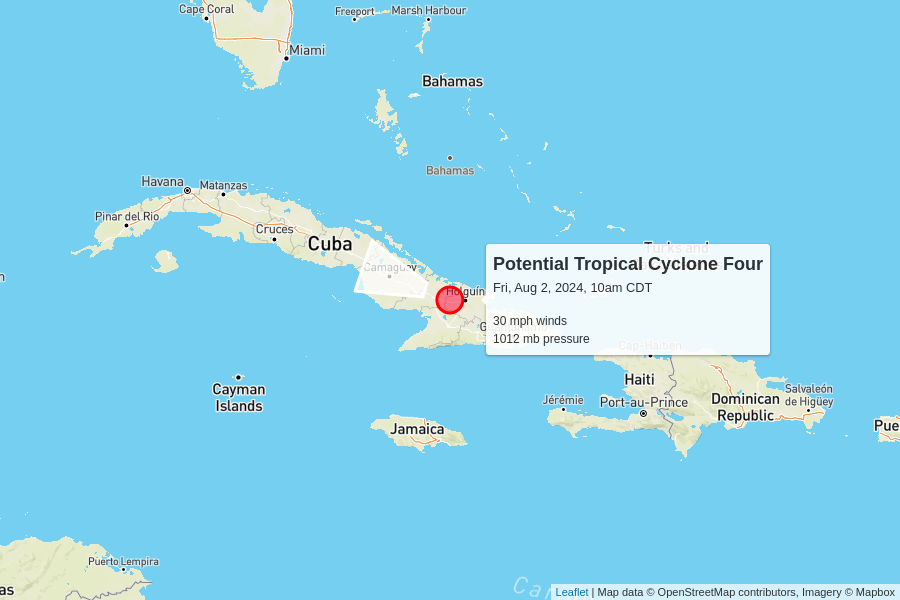 Cape Coral
Freeport
Marsh Harbour
Miami
Bahamas
Bahamas
Havana
Matanzas
Pinar del Río
Cruces
Cuba
Camaguey
Holguín
Turks and
Potential Tropical Cyclone Four
Fri, Aug 2, 2024, 10am CDT
30 mph winds
1012 mb pressure
Cap-Haïtien
Cayman
Islands
Haiti
Jérémie
Port-au-Prince
Dominican
Republic
Salvaleón
de Higüey
Jamaica
Pue
Puerto Lempira
as
n
G
Ca
Leaflet | Map data © OpenStreetMap contributors, Imagery © Mapbox